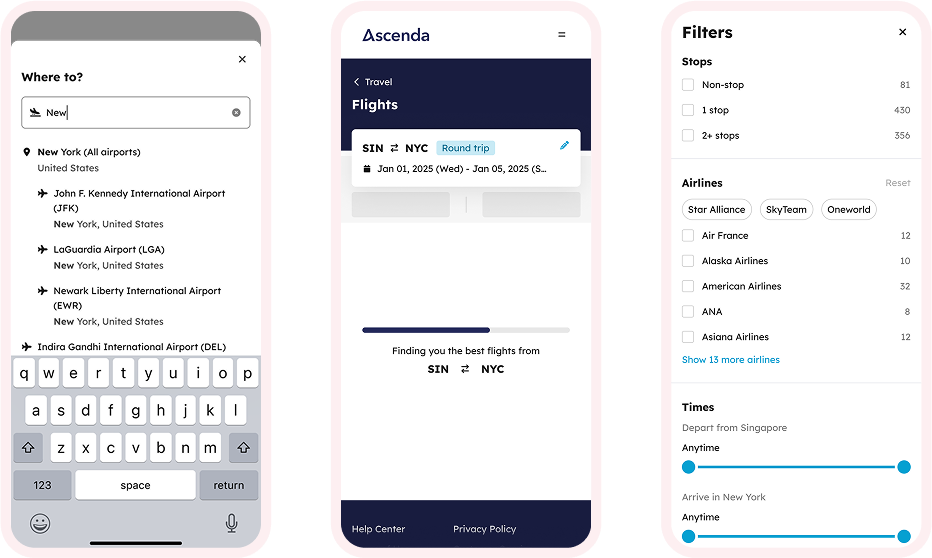 Where to?
New
New York (All airports)
United States
John F. Kennedy International Airport
(JFK)
New York, United States
LaGuardia Airport (LGA)
New York, United States
Newark Liberty International Airport
(EWR)
New York, United States
Indira Gandhi International Airport (DEL)
q w e r t y u i o p
a s d f g h j k l
z x c v b n m
123 space return
Ascenda
Travel
Flights
SIN NYC Round trip
Jan 01, 2025 (Wed) - Jan 05, 2025 (S...
Finding you the best flights from
SIN NYC
Help Center Privacy Policy
Filters
Stops
Non-stop 81
1 stop 430
2+ stops 356
Airlines Reset
Star Alliance SkyTeam Oneworld
Air France 12
Alaska Airlines 10
American Airlines 32
ANA 8
Asiana Airlines 12
Show 13 more airlines
Times
Depart from Singapore
Anytime
Arrive in New York
Anytime